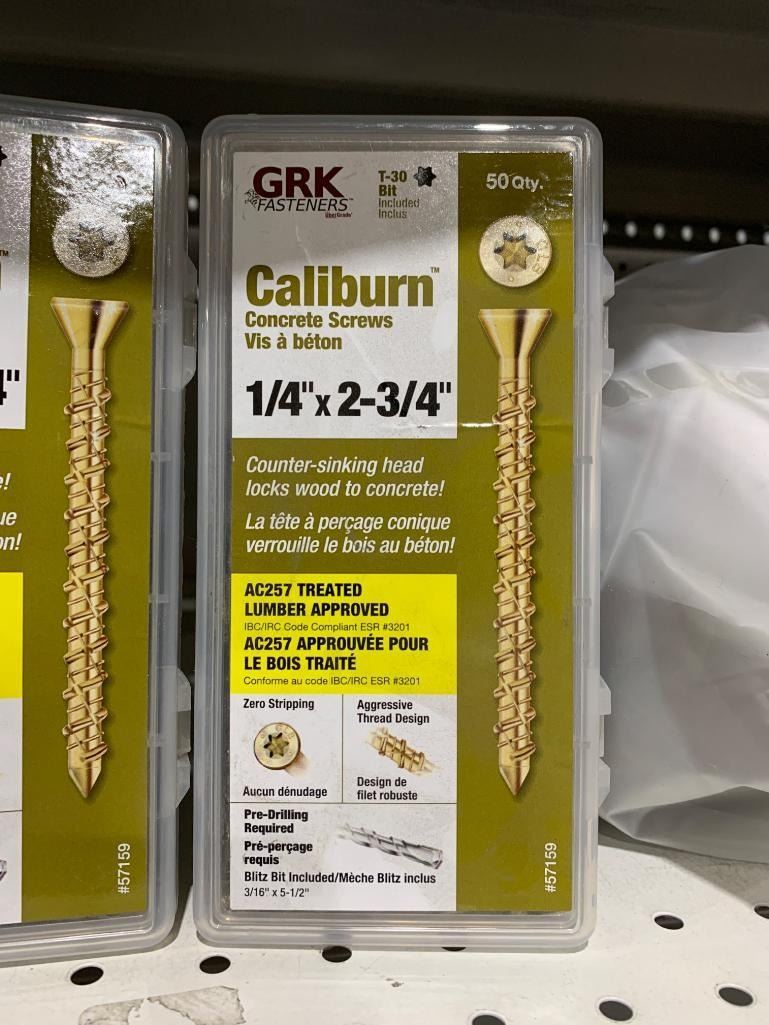 GRK
FASTENERS™
ÜberGrade
T-30
Bit
Included
Inclus
50 Qty.
Caliburn™
Concrete Screws
Vis à béton
1/4" x 2-3/4"
Counter-sinking head
locks wood to concrete!
La tête à perçage conique
verrouille le bois au béton!
AC257 TREATED
LUMBER APPROVED
IBC/IRC Code Compliant ESR #3201
AC257 APPROUVÉE POUR
LE BOIS TRAITÉ
Conforme au code IBC/IRC ESR #3201
Zero Stripping
Aucun dénudage
Aggressive
Thread Design
Design de
filet robuste
Pre-Drilling
Required
Pré-perçage
requis
Blitz Bit Included/Mèche Blitz inclus
3/16" x 5-1/2"
#57159
#57159